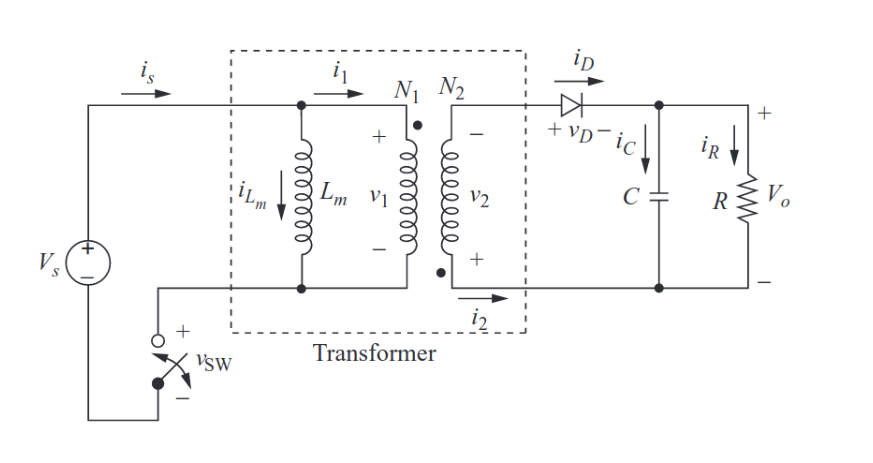 i_s
i_1
N_1 N_2
i_D
+ v_D −
i_C
i_R
+
+
−
i_{L_m}
L_m
v_1
v_2
C
R
V_o
V_s
+
−
−
+
−
i_2
+
v_SW
−
Transformer